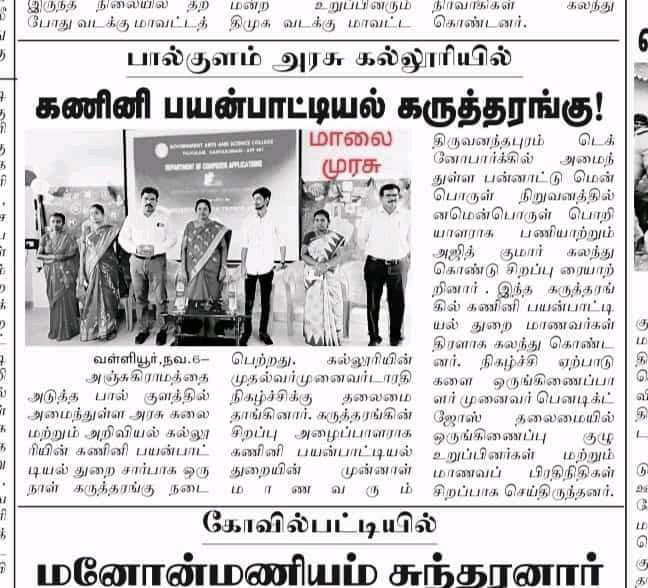 இருந்த நிலையில் தற்
போது வடக்கு மாவட்டத்
மன்ற உறுப்பினரும்
திமுக வடக்கு மாவட்ட
நிர்வாகிகள் கலந்து
கொண்டனர்.
பால்குளம் அரசு கல்லூரியில்
கணினி பயன்பாட்டியல் கருத்தரங்கு!
மாலை
முரசு
GOVERNMENT ARTS AND SCIENCE COLLEGE
DEPARTMENT OF COMPUTER APPLICATIONS
வள்ளியூர்,நவ.6–
அஞ்சுகிராமத்தை
அடுத்த பால் குளத்தில்
அமைந்துள்ள அரசு கலை
மற்றும் அறிவியல் கல்லூ
ரியின் கணினி பயன்பாட்
டியல் துறை சார்பாக ஒரு
நாள் கருத்தரங்கு நடை
பெற்றது. கல்லூரியின்
முதல்வர்முனைவர்டாரதி
நிகழ்ச்சிக்கு தலைமை
தாங்கினார். கருத்தரங்கின்
சிறப்பு அழைப்பாளராக
கணினி பயன்பாட்டியல்
துறையின் முன்னாள்
மாணவரும்
திருவனந்தபுரம் டெக்
னோபார்க்கில் அமைந்
துள்ள பன்னாட்டு மென்
பொருள் நிறுவனத்தில்
னமென்பொருள் பொறி
யாளராக பணியாற்றும்
அஜித் குமார் கலந்து
கொண்டு சிறப்பு ரையாற்
றினார் . இந்த கருத்தரங்
கில் கணினி பயன்பாட்டி
யல் துறை மாணவர்கள்
திரளாக கலந்து கொண்ட
னர். நிகழ்ச்சி ஏற்பாடு
களை ஒருங்கிணைப்பா
ளர் முனைவர் பெனடிக்ட்
ஜோஸ் தலைமையில்
ஒருங்கிணைப்பு குழு
உறுப்பினர்கள் மற்றும்
மாணவப் பிரதிநிதிகள்
சிறப்பாக செய்திருந்தனர்.
கோவில்பட்டியில்
மனோன்மணியம் சுந்தரனார்